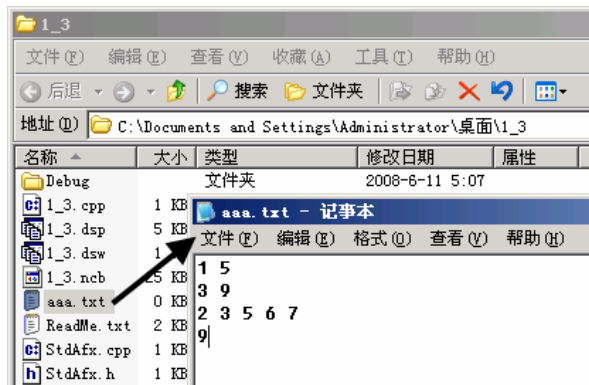 1_3
文件(F) 编辑(E) 查看(V) 收藏(A) 工具(T) 帮助(H)
后退 搜索 文件夹
地址(D) C:\Documents and Settings\Administrator\桌面\1_3
名称 大小 类型 修改日期 属性
Debug 文件夹 2008-6-11 5:07
1_3.cpp 1 KB
1_3.dsp 5 KB
1_3.dsw 1
1_3.ncb 25 KB
aaa.txt 0 KB
ReadMe.txt 2 KB
StdAfx.cpp 1 KB
StdAfx.h 1 KB
aaa.txt - 记事本
文件(F) 编辑(E) 格式(O) 查看(V) 帮助(H)
1 5
3 9
2 3 5 6 7
9